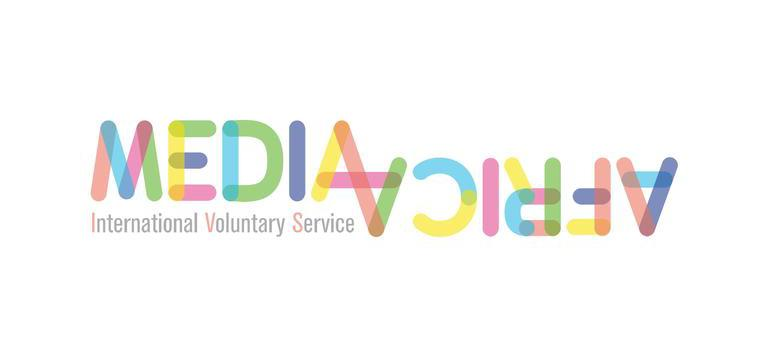 MEDIA AFRICA
International Voluntary Service